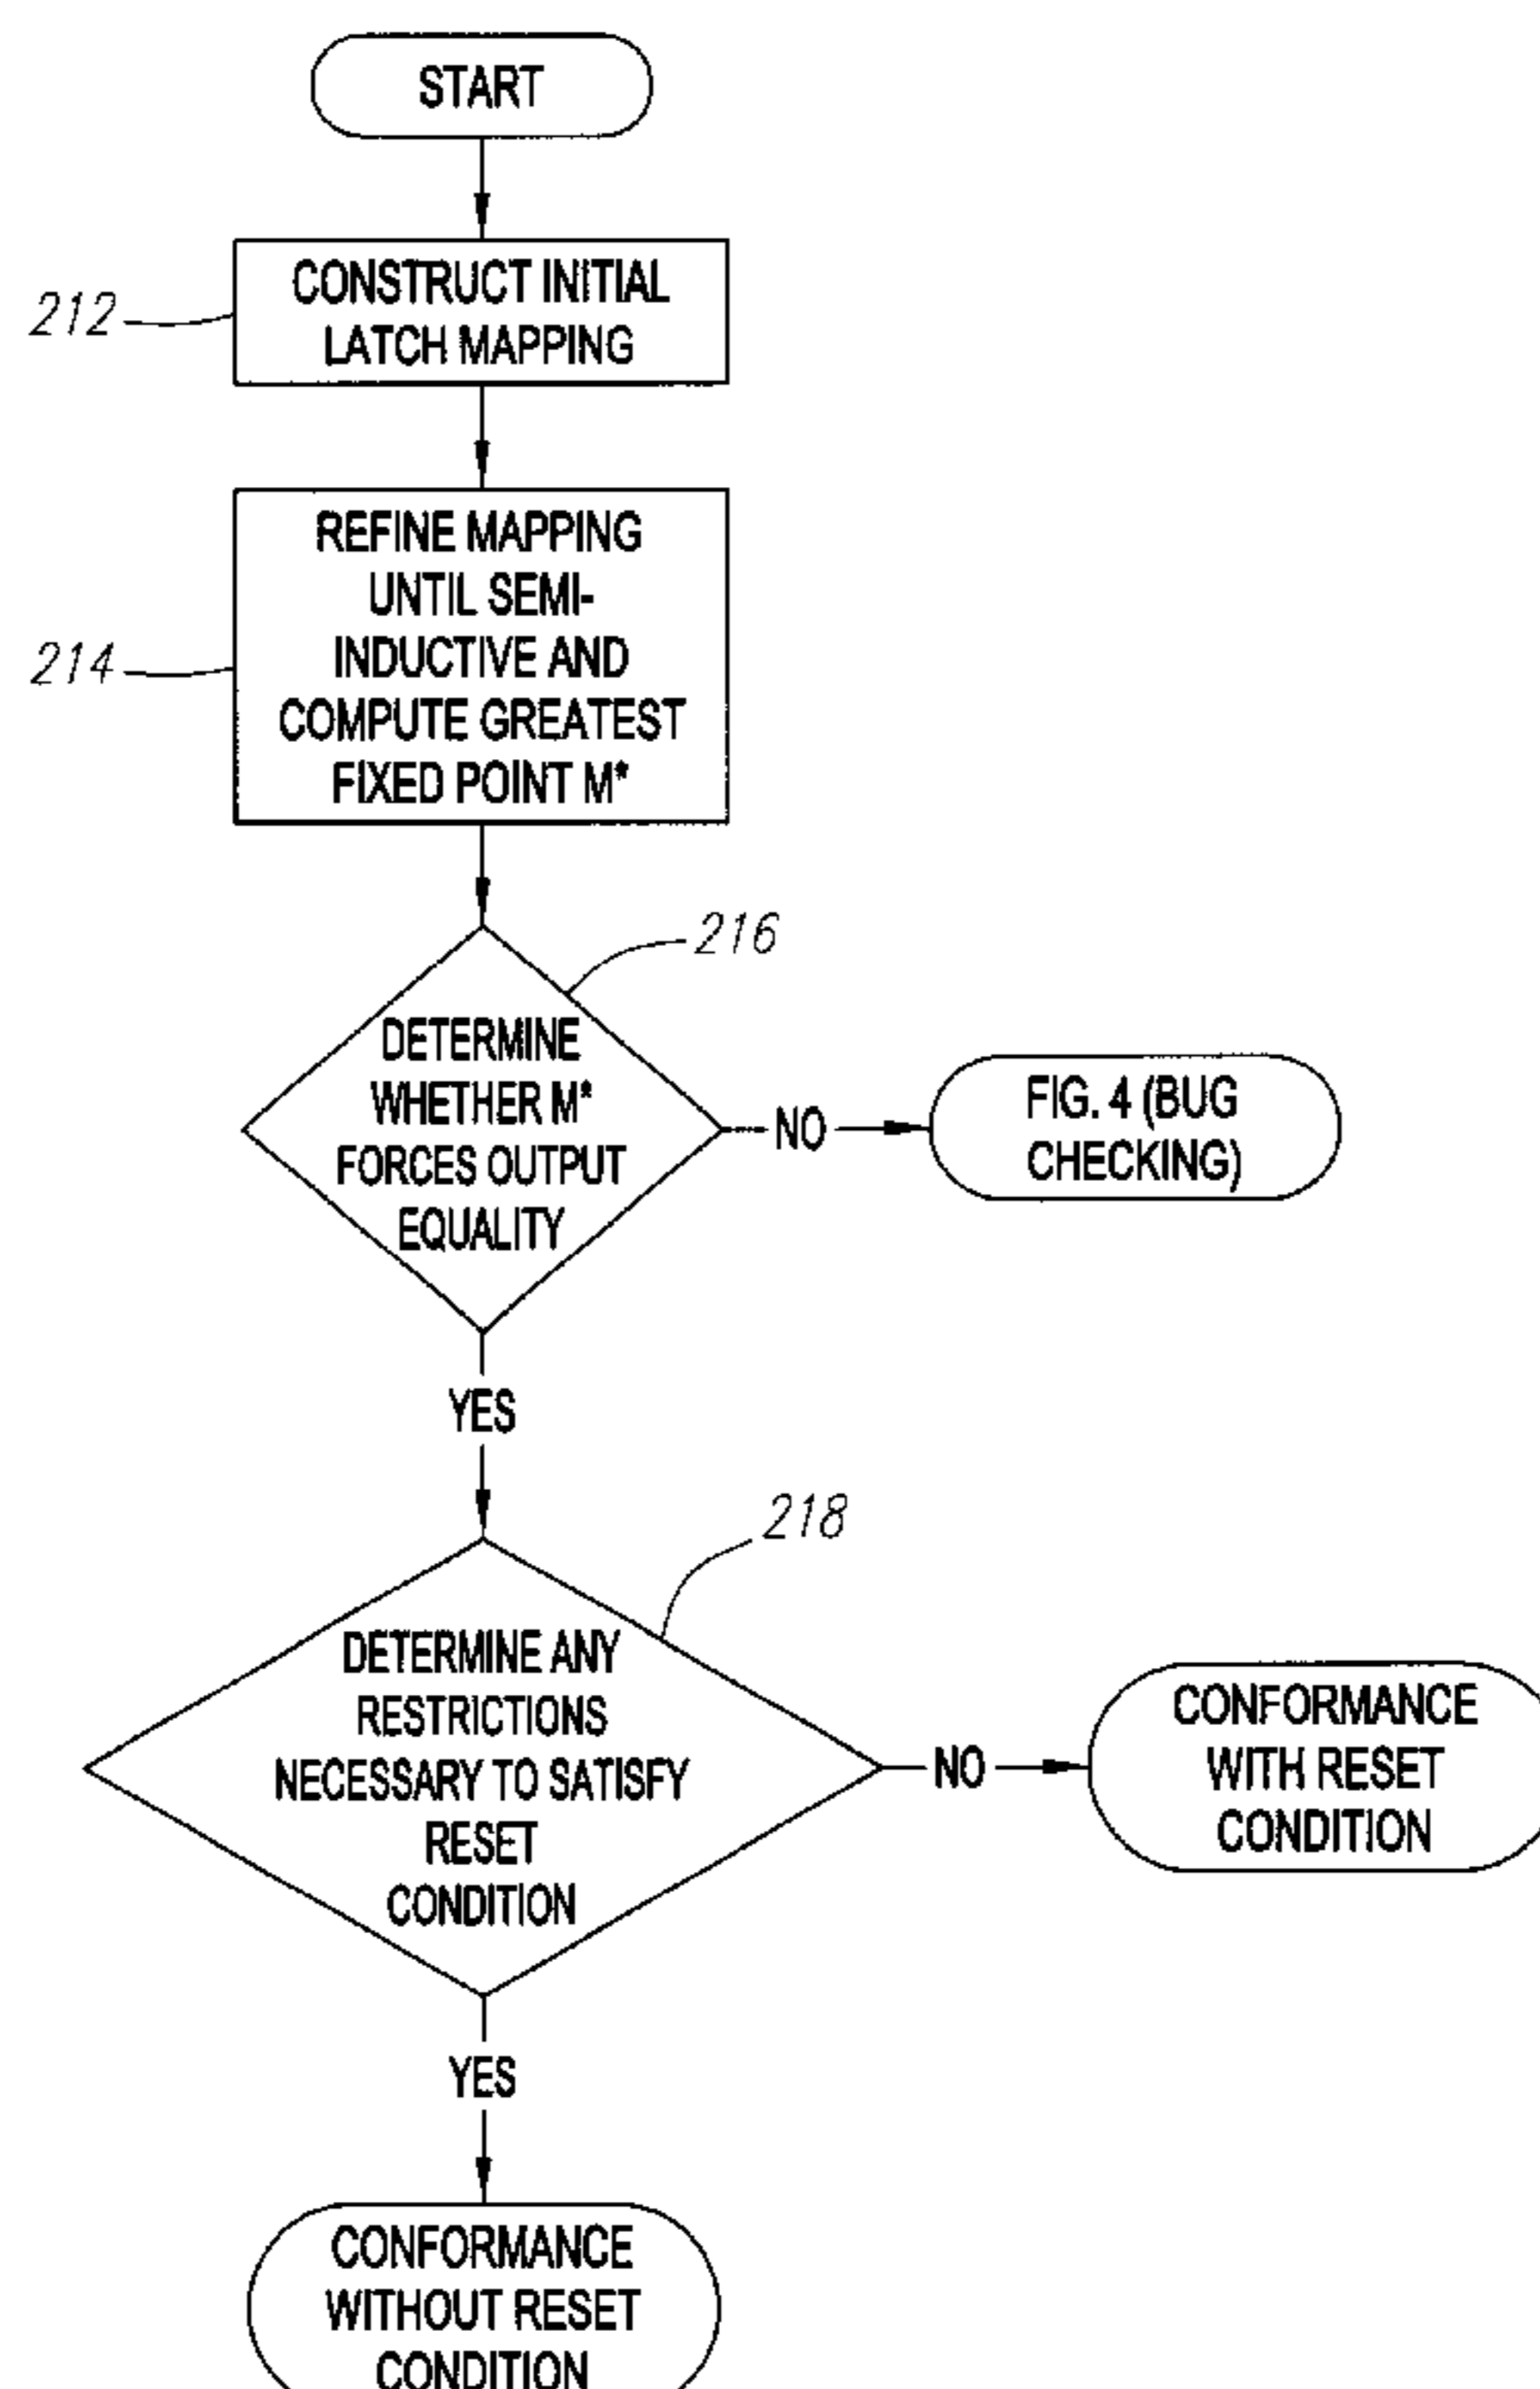 START
212
CONSTRUCT INITIAL
LATCH MAPPING
214
REFINE MAPPING
UNTIL SEMI-
INDUCTIVE AND
COMPUTE GREATEST
FIXED POINT M*
216
DETERMINE
WHETHER M*
FORCES OUTPUT
EQUALITY
NO
FIG. 4 (BUG
CHECKING)
YES
218
DETERMINE ANY
RESTRICTIONS
NECESSARY TO SATISFY
RESET
CONDITION
NO
CONFORMANCE
WITH RESET
CONDITION
YES
CONFORMANCE
WITHOUT RESET
CONDITION